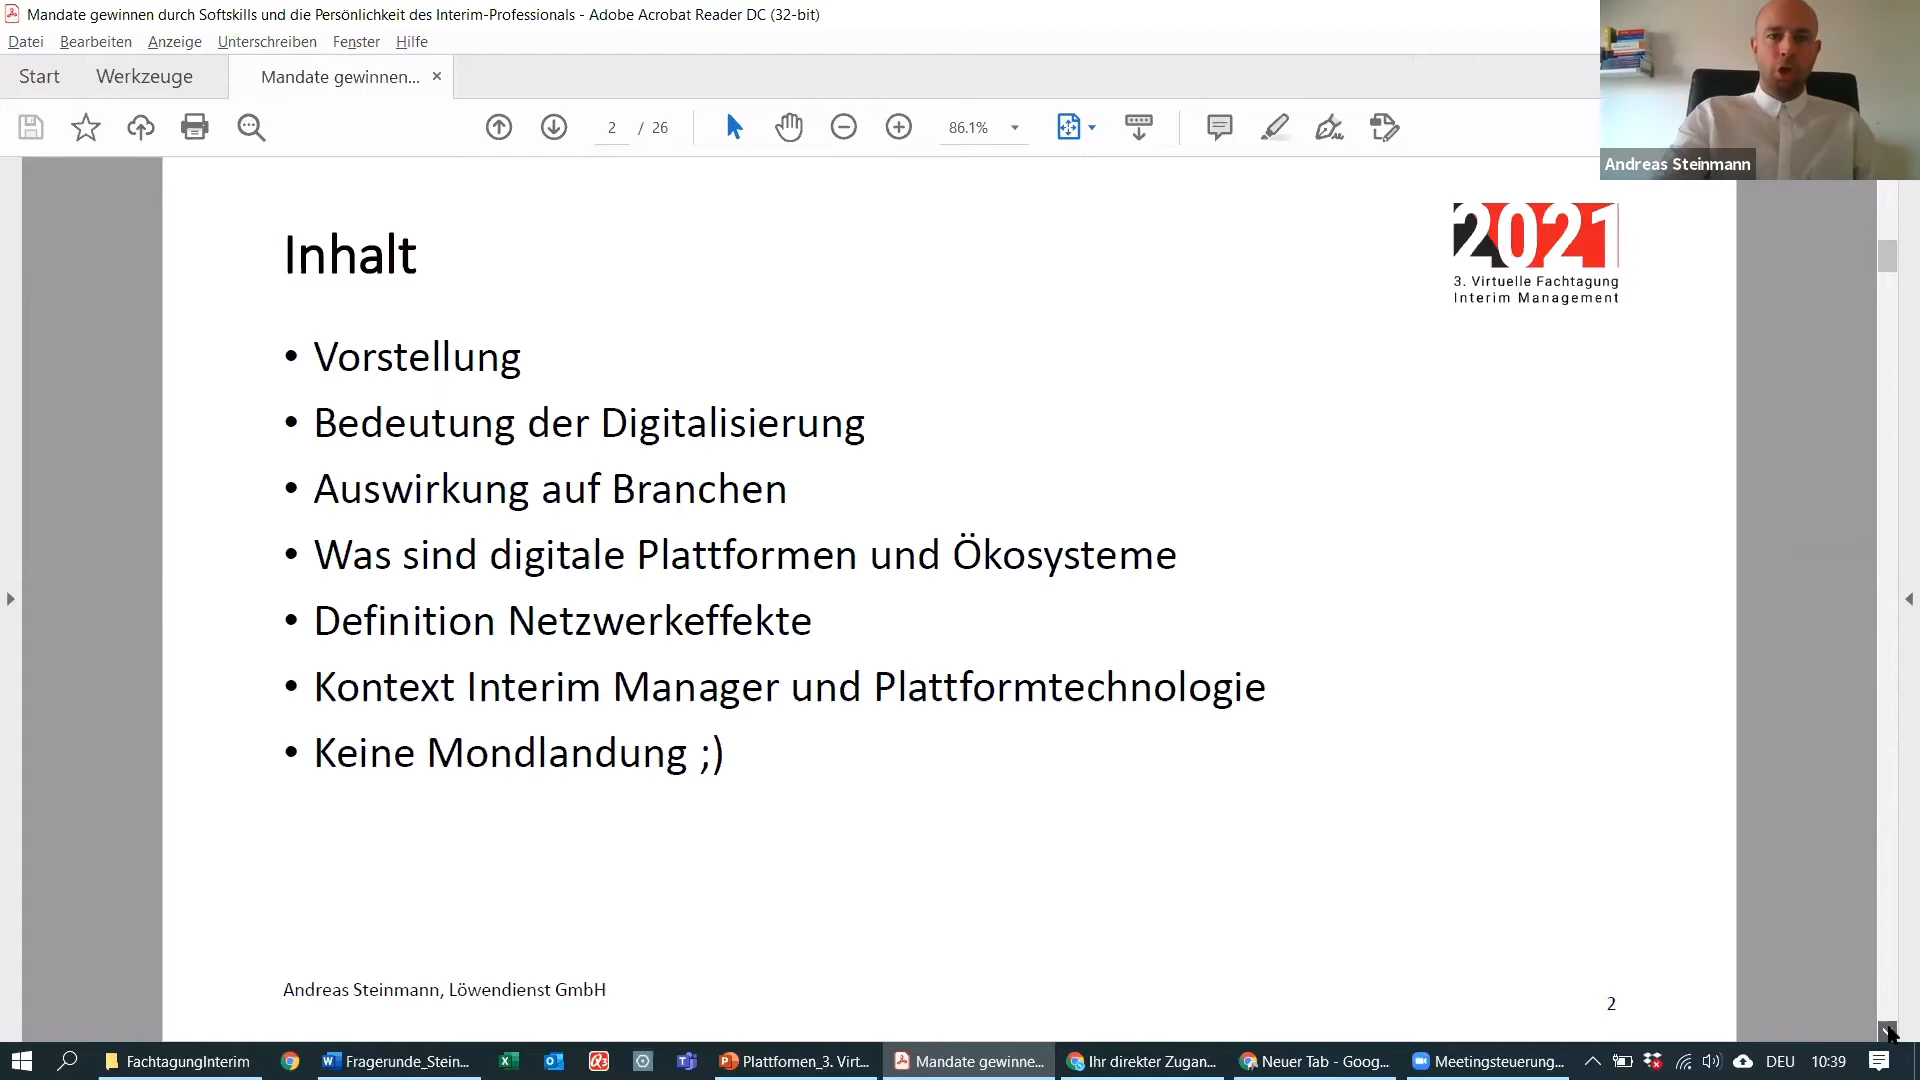 Mandate gewinnen durch Softskills und die Persönlichkeit des Interim-Professionals - Adobe Acrobat Reader DC (32-bit)
Datei Bearbeiten Anzeige Unterschreiben Fenster Hilfe
Start Werkzeuge Mandate gewinnen... ×
2 / 26 86.1%
Andreas Steinmann
2021
3. Virtuelle Fachtagung
Interim Management
Inhalt
• Vorstellung
• Bedeutung der Digitalisierung
• Auswirkung auf Branchen
• Was sind digitale Plattformen und Ökosysteme
• Definition Netzwerkeffekte
• Kontext Interim Manager und Plattformtechnologie
• Keine Mondlandung ;)
Andreas Steinmann, Löwendienst GmbH
2
FachtagungInterim Fragerunde_Stein... Plattfomen_3. Virt... Mandate gewinne... Ihr direkter Zugan... Neuer Tab - Goog... Meetingsteuerung... DEU 10:39